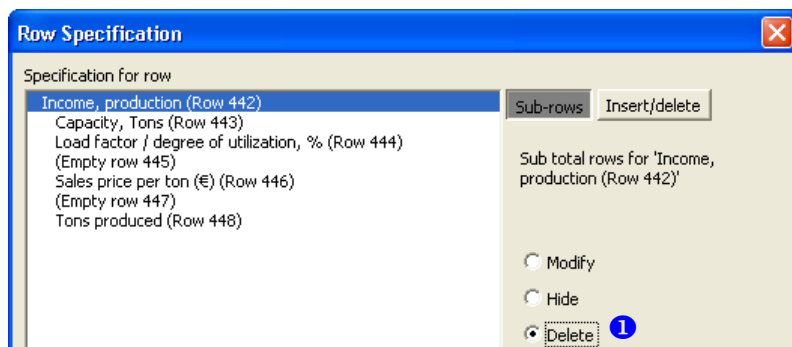 Row Specification
Specification for row
Income, production (Row 442)
Capacity, Tons (Row 443)
Load factor / degree of utilization, % (Row 444)
(Empty row 445)
Sales price per ton (€) (Row 446)
(Empty row 447)
Tons produced (Row 448)
Sub-rows Insert/delete
Sub total rows for 'Income,
production (Row 442)'
Modify
Hide
Delete ❶